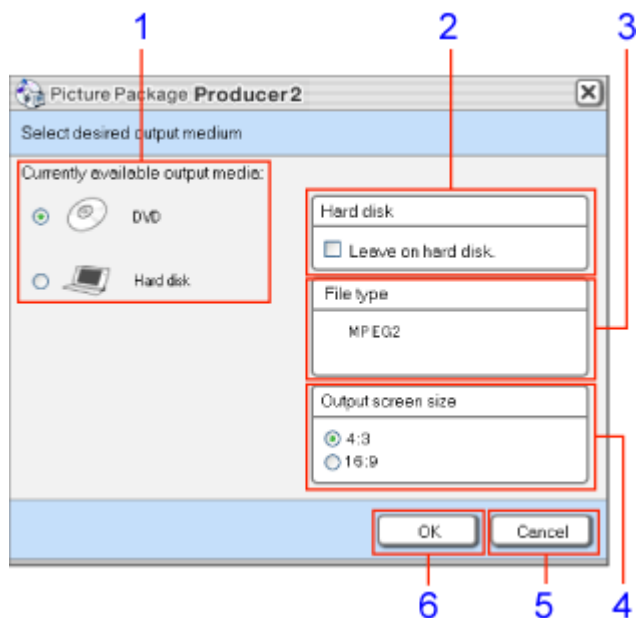 1 2 3
Picture Package Producer2
Select desired output medium
Currently available output media:
DVD
Hard disk
Hard disk
Leave on hard disk.
File type
MPEG2
Output screen size
4:3
16:9
OK Cancel
6 5 4